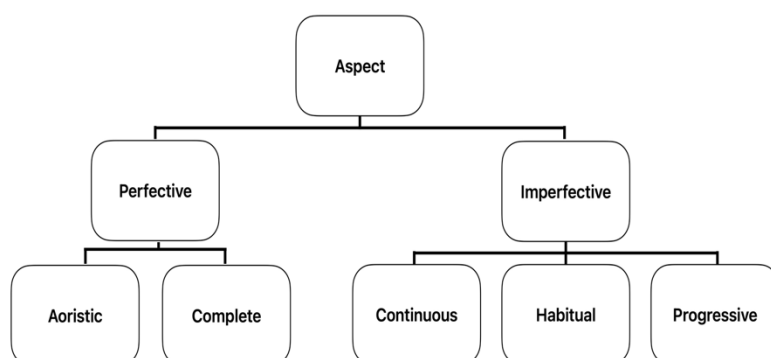 Aspect
Perfective
Imperfective
Aoristic
Complete
Continuous
Habitual
Progressive